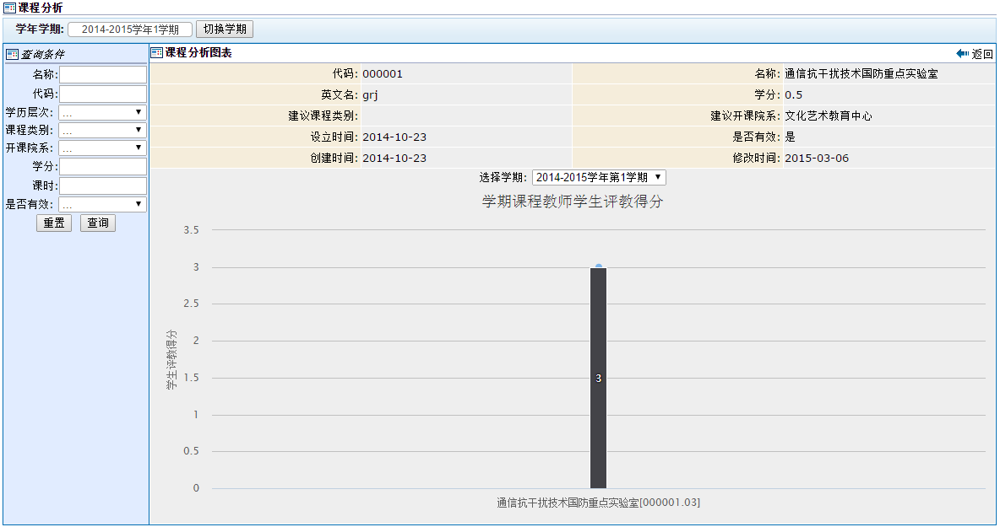 课程分析
学年学期: 2014-2015学年1学期 切换学期
查询条件
名称:
代码:
学历层次: ...
课程类别: ...
开课院系: ...
学分:
课时:
是否有效: ...
重置 查询
课程分析图表 返回
代码: 000001 名称: 通信抗干扰技术国防重点实验室
英文名: grj 学分: 0.5
建议课程类别: 建议开课院系: 文化艺术教育中心
设立时间: 2014-10-23 是否有效: 是
创建时间: 2014-10-23 修改时间: 2015-03-06
选择学期: 2014-2015学年第1学期
学期课程教师学生评教得分
学生评教得分
3.5
3
2.5
2
1.5
1
0.5
0
3
通信抗干扰技术国防重点实验室[000001.03]